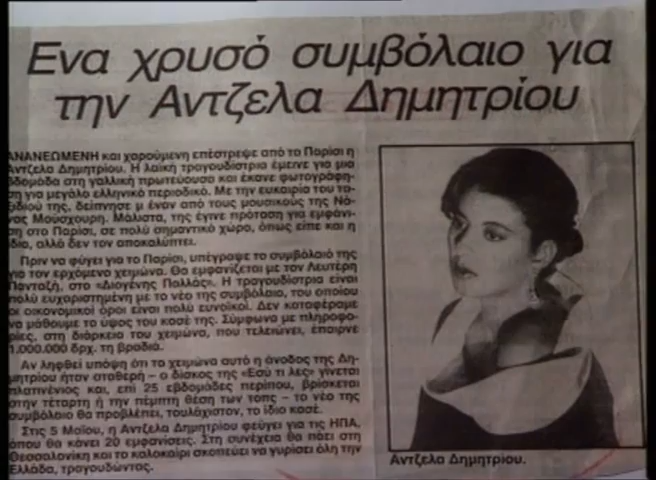 Ενα χρυσό συμβόλαιο για
την Αντζελα Δημητρίου
ΑΝΑΝΕΩΜΕΝΗ και χαρούμενη επέστρεψε από το Παρίσι η
Αντζελα Δημητρίου. Η λαϊκή τραγουδίστρια έμεινε για μια
βδομάδα στη γαλλική πρωτεύουσα και έκανε φωτογράφη-
ση για μεγάλο ελληνικό περιοδικό. Με την ευκαιρία του τα-
ξιδιού της, δείπνησε μ έναν από τους μουσικούς της Νά-
νας Μούσχουρη. Μάλιστα, της έγινε πρόταση για εμφάνι-
ση στο Παρίσι, σε πολύ σημαντικό χώρο, όπως είπε και η
ίδια, αλλά δεν τον αποκαλύπτει.
Πριν να φύγει για το Παρίσι, υπέγραψε το συμβόλαιό της
για τον ερχόμενο χειμώνα. Θα εμφανίζεται με τον Λευτέρη
Πανταζή, στο «Διογένης Παλλάς». Η τραγουδίστρια είναι
πολύ ευχαριστημένη με το νέο της συμβόλαιο, του οποίου
οι οικονομικοί όροι είναι πολύ ευνοϊκοί. Δεν καταφέραμε
να μάθουμε το ύψος του κασέ της. Σύμφωνα με πληροφο-
ρίες, στη διάρκεια του χειμώνα, που τελειώνει, έπαιρνε
1.000.000 δρχ. τη βραδιά.
Αν ληφθεί υπόψη ότι το χειμώνα αυτό η άνοδος της Δη-
μητρίου ήταν σταθερή – ο δίσκος της «Εσύ τι λες» γίνεται
πλατινένιος και, επί 25 εβδομάδες περίπου, βρίσκεται
στην τέταρτη ή την πέμπτη θέση των τοπς – το νέο της
συμβόλαιο θα προβλέπει, τουλάχιστον, το ίδιο κασέ.
Στις 5 Μαΐου, η Αντζελα Δημητρίου φεύγει για τις ΗΠΑ,
όπου θα κάνει 20 εμφανίσεις. Στη συνέχεια θα πάει στη
Θεσσαλονίκη και το καλοκαίρι σκοπεύει να γυρίσει όλη την
Ελλάδα, τραγουδώντας.
Αντζελα Δημητρίου.